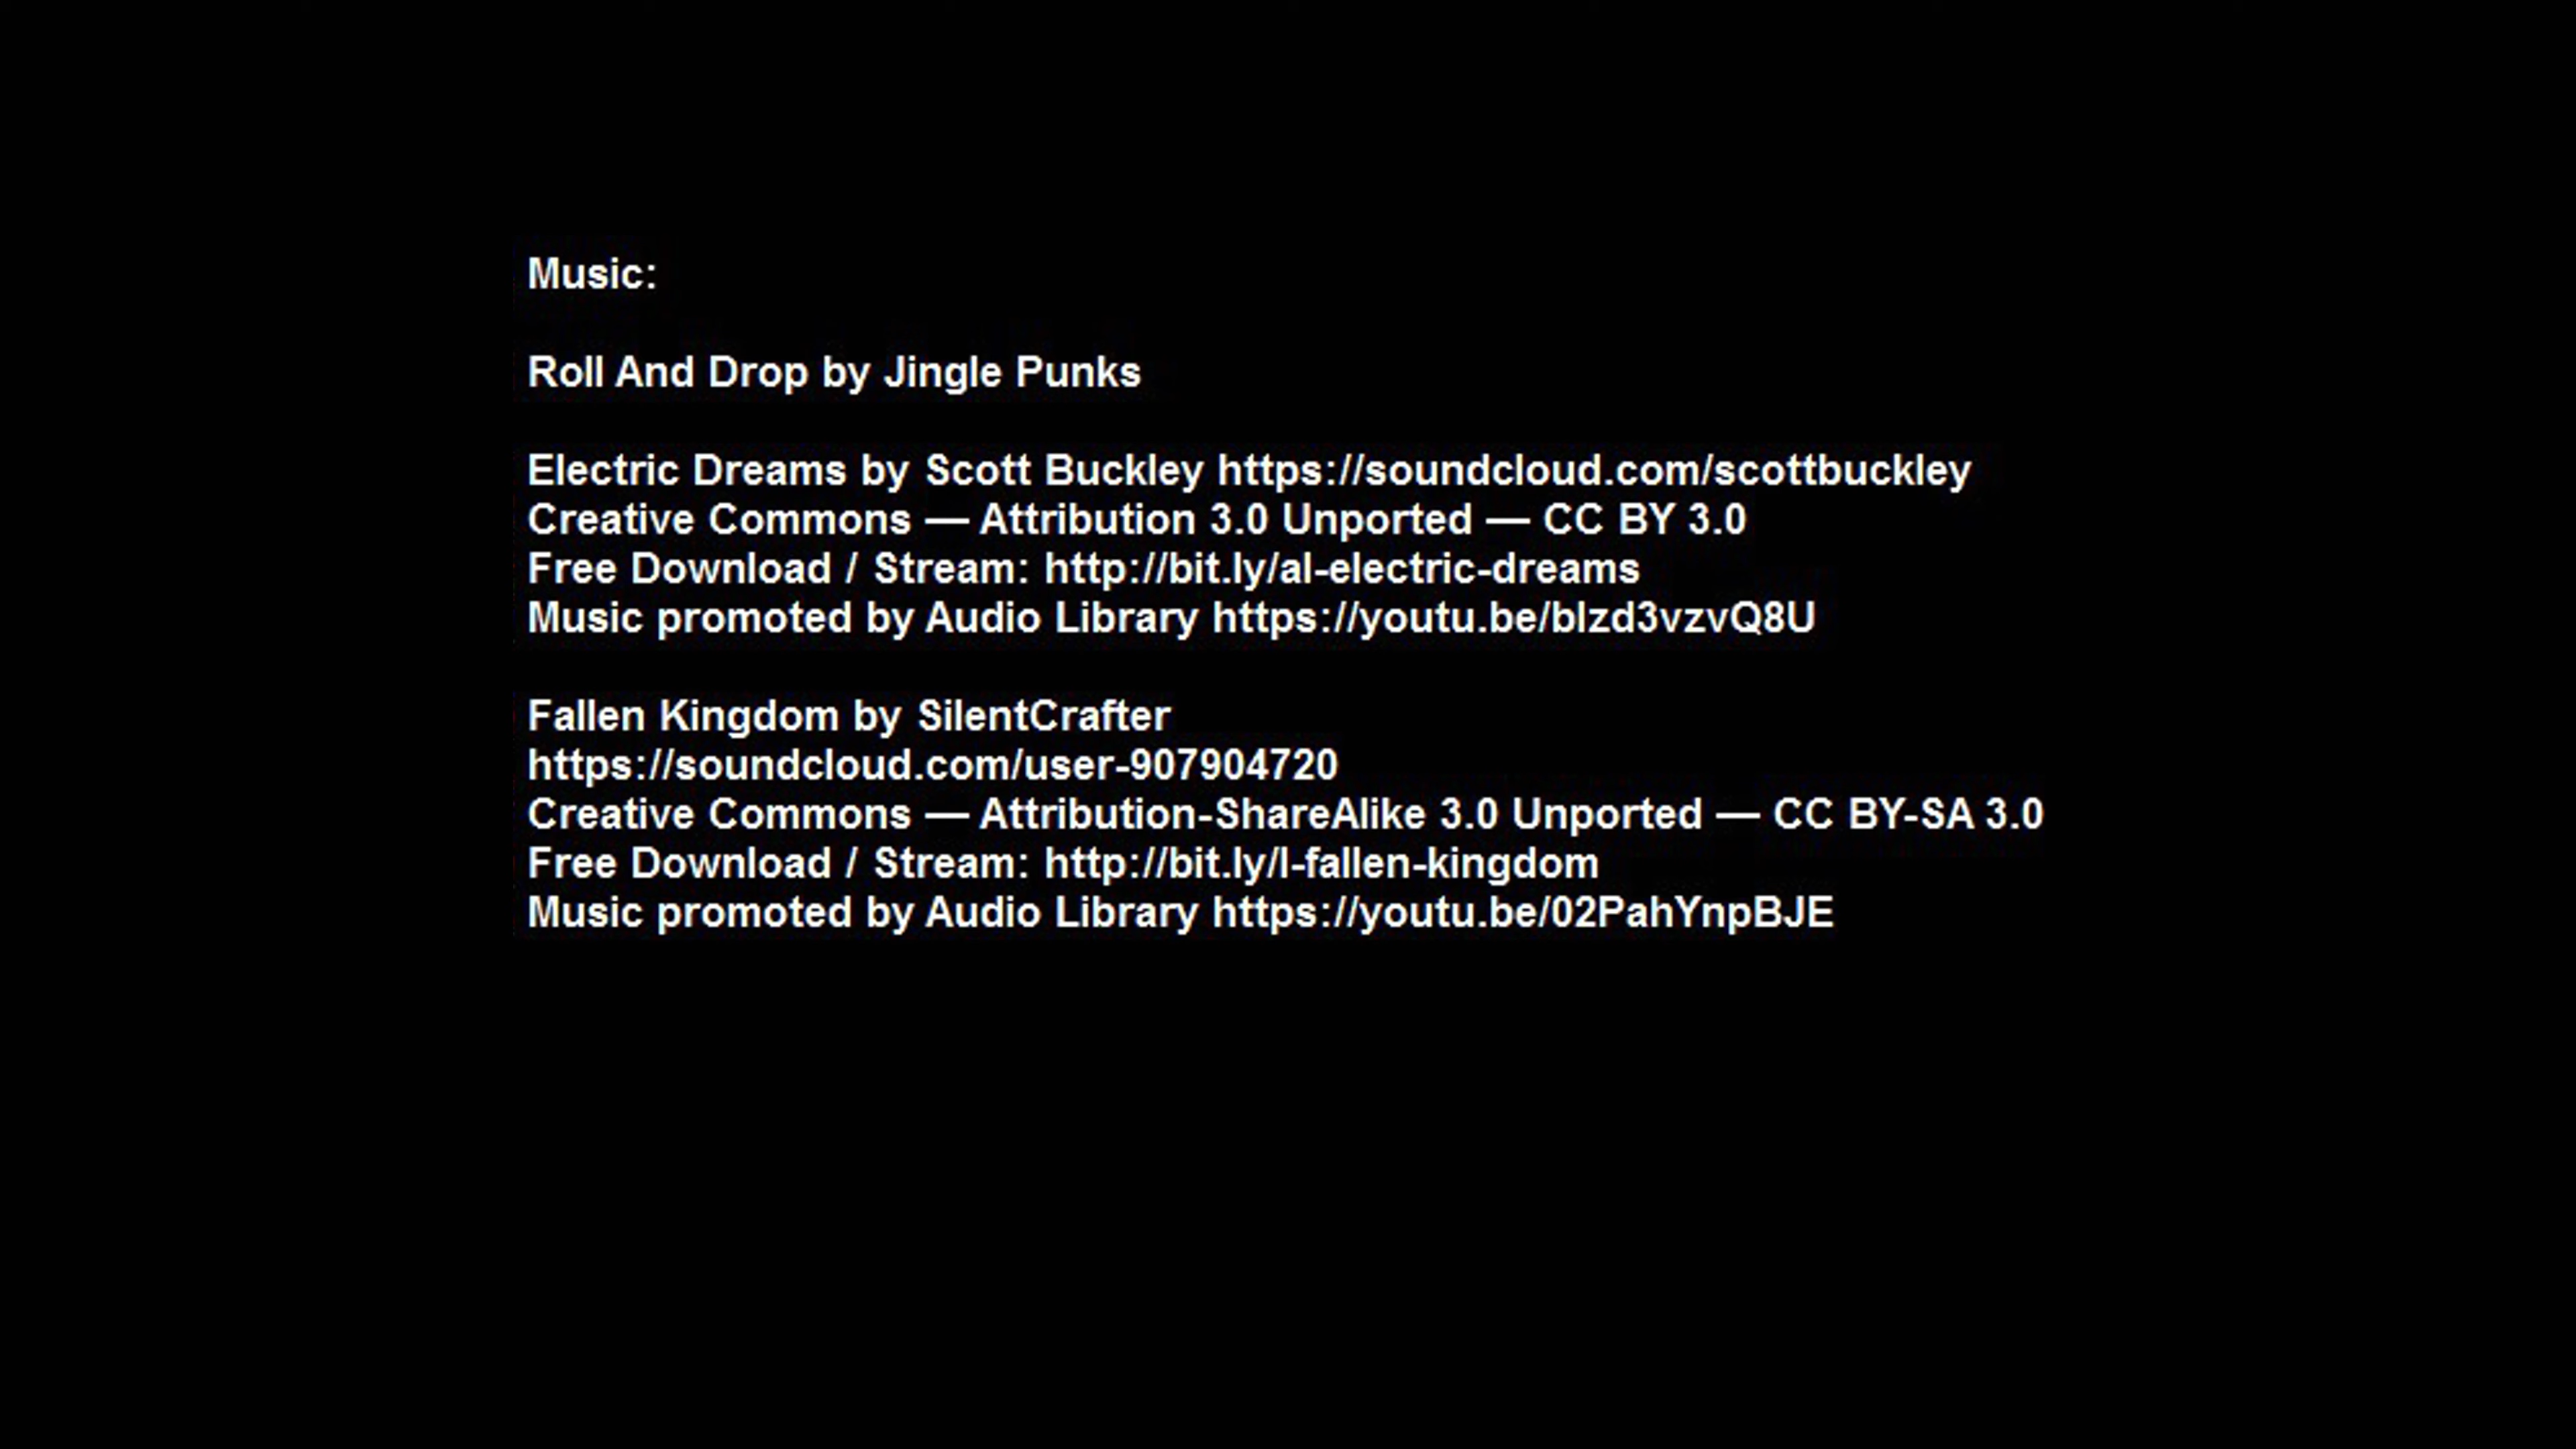 Music:
Roll And Drop by Jingle Punks
Electric Dreams by Scott Buckley https://soundcloud.com/scottbuckley
Creative Commons — Attribution 3.0 Unported — CC BY 3.0
Free Download / Stream: http://bit.ly/al-electric-dreams
Music promoted by Audio Library https://youtu.be/bIzd3vzvQ8U
Fallen Kingdom by SilentCrafter
https://soundcloud.com/user-907904720
Creative Commons — Attribution-ShareAlike 3.0 Unported — CC BY-SA 3.0
Free Download / Stream: http://bit.ly/l-fallen-kingdom
Music promoted by Audio Library https://youtu.be/02PahYnpBJE